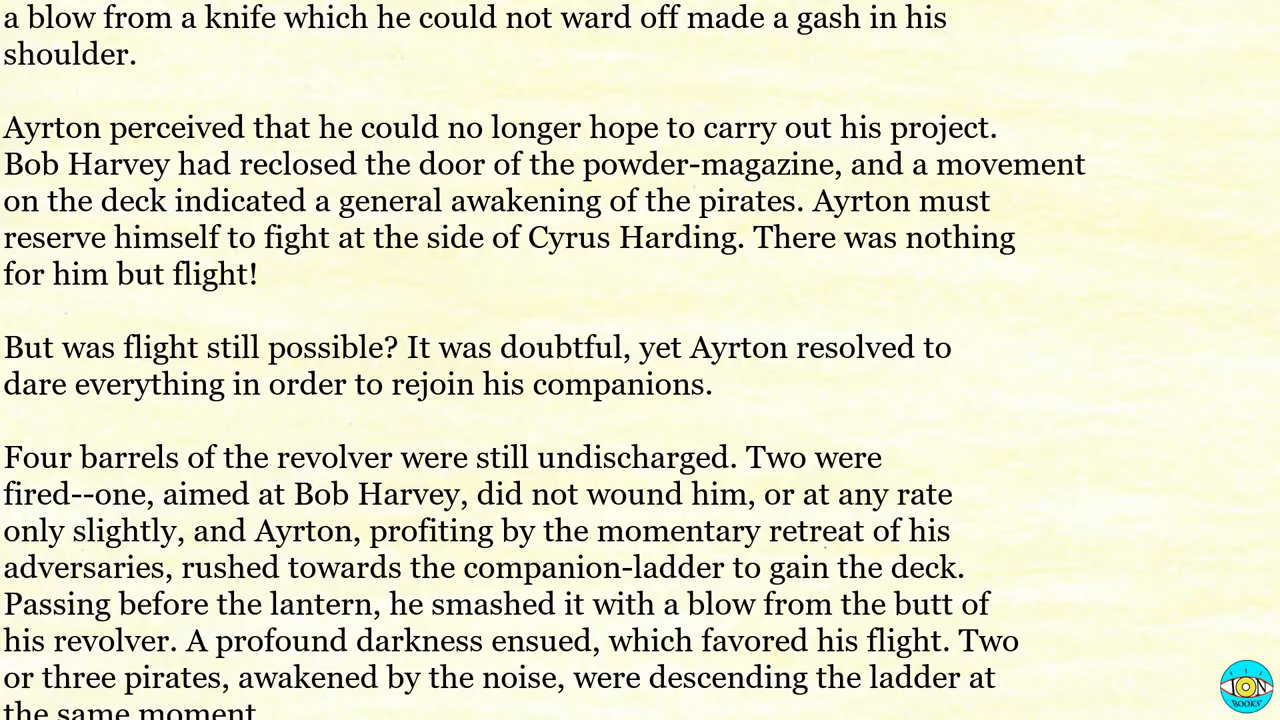 a blow from a knife which he could not ward off made a gash in his
shoulder.
Ayrton perceived that he could no longer hope to carry out his project.
Bob Harvey had reclosed the door of the powder-magazine, and a movement
on the deck indicated a general awakening of the pirates. Ayrton must
reserve himself to fight at the side of Cyrus Harding. There was nothing
for him but flight!
But was flight still possible? It was doubtful, yet Ayrton resolved to
dare everything in order to rejoin his companions.
Four barrels of the revolver were still undischarged. Two were
fired--one, aimed at Bob Harvey, did not wound him, or at any rate
only slightly, and Ayrton, profiting by the momentary retreat of his
adversaries, rushed towards the companion-ladder to gain the deck.
Passing before the lantern, he smashed it with a blow from the butt of
his revolver. A profound darkness ensued, which favored his flight. Two
or three pirates, awakened by the noise, were descending the ladder at
the same moment
ION
BOOKS